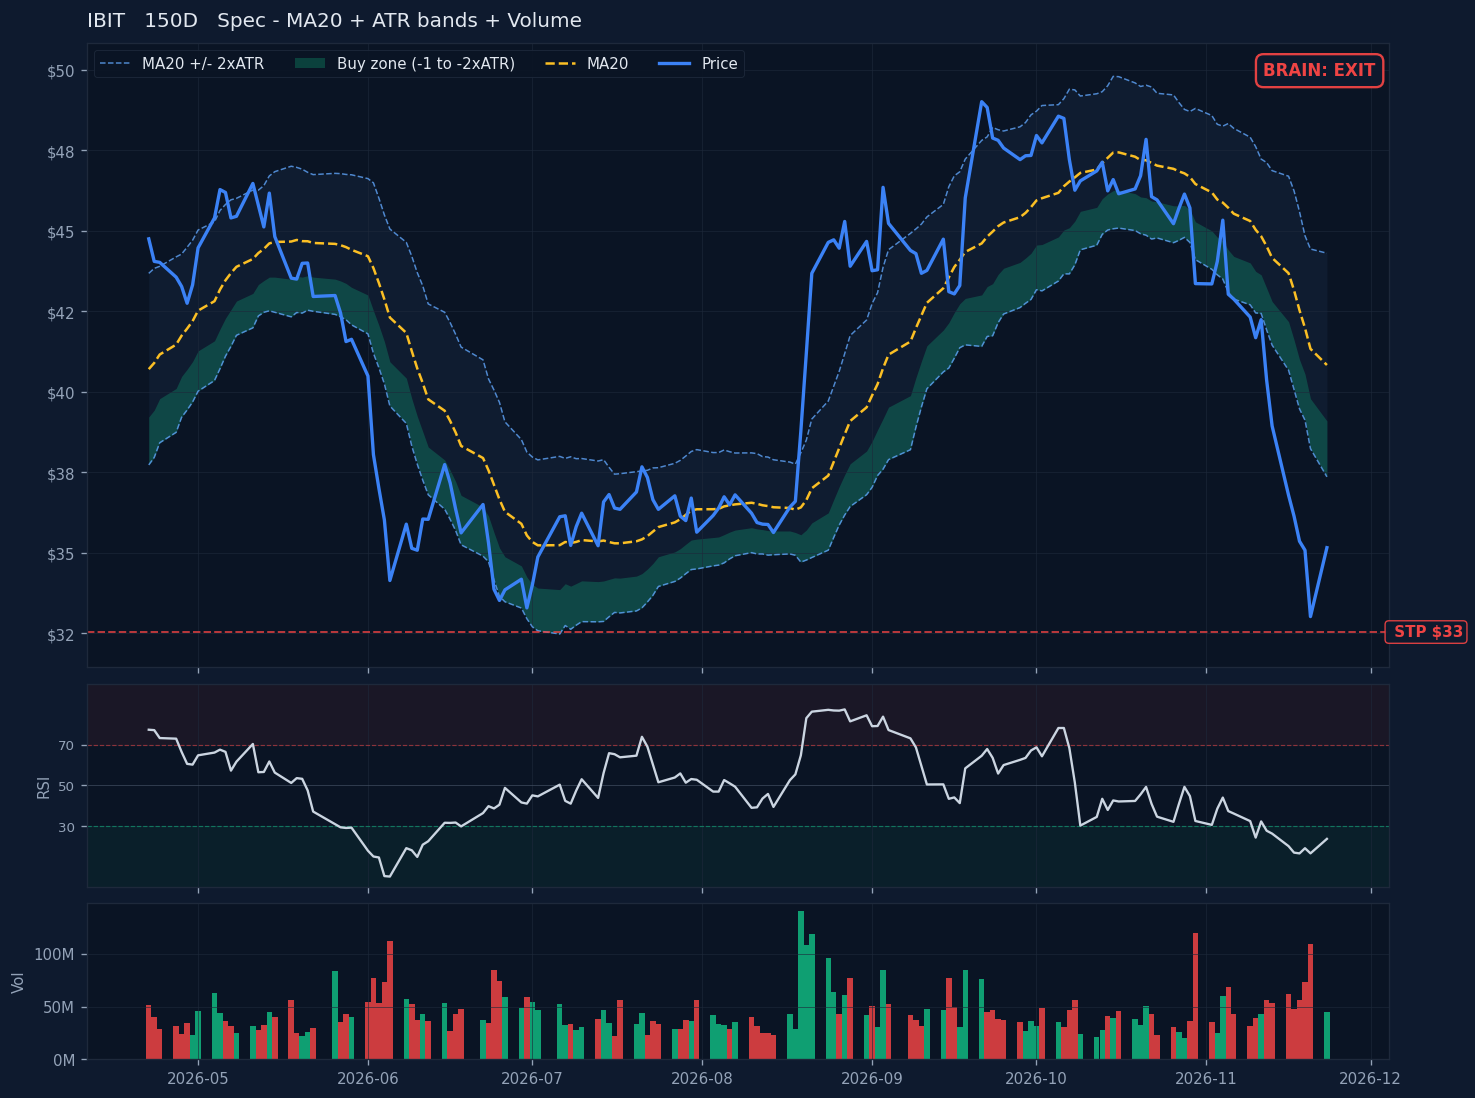 IBIT   150D   Spec - MA20 + ATR bands + Volume
MA20 +/- 2xATR   Buy zone (-1 to -2xATR)   MA20   Price
BRAIN: EXIT
$50
$48
$45
$42
$40
$38
$35
$32
STP $33
RSI
70
50
30
Vol
100M
50M
0M
2026-05   2026-06   2026-07   2026-08   2026-09   2026-10   2026-11   2026-12